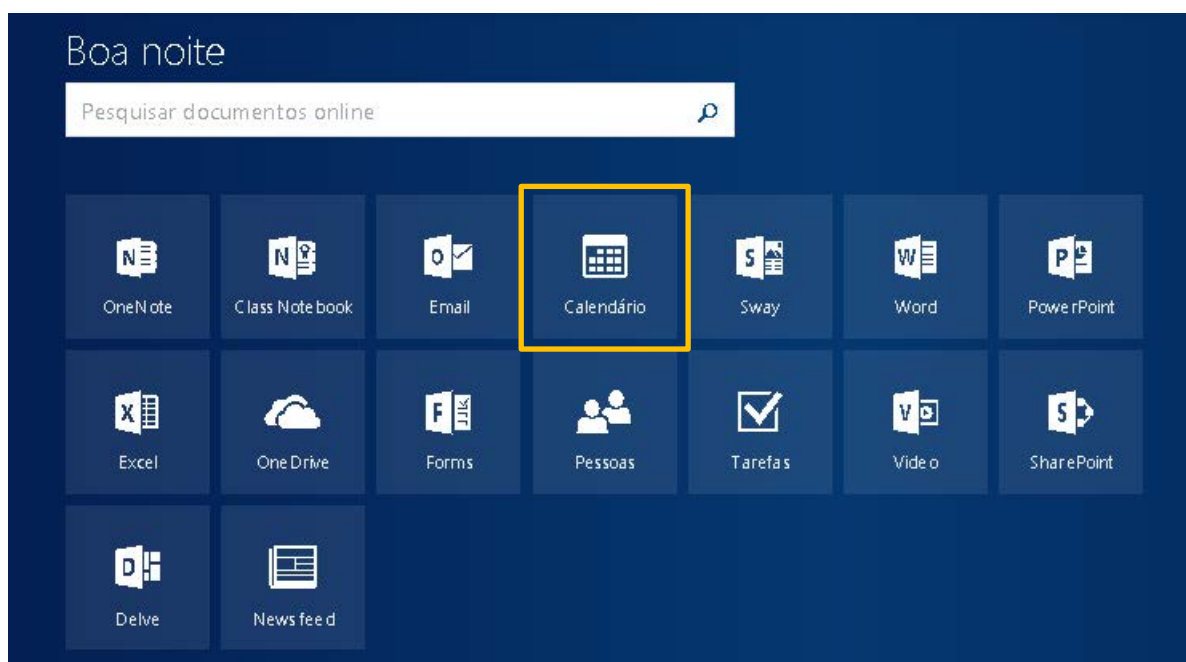 Boa noite
Pesquisar documentos online
OneNote Class Notebook Email Calendário Sway Word PowerPoint
Excel OneDrive Forms Pessoas Tarefas Video SharePoint
Delve Newsfeed